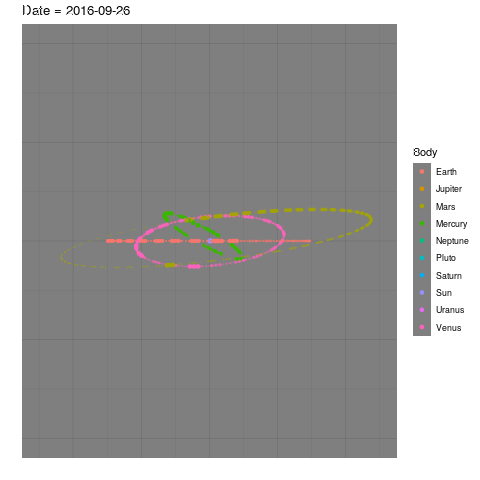 Date = 2016-09-26
Body
Earth
Jupiter
Mars
Mercury
Neptune
Pluto
Saturn
Sun
Uranus
Venus